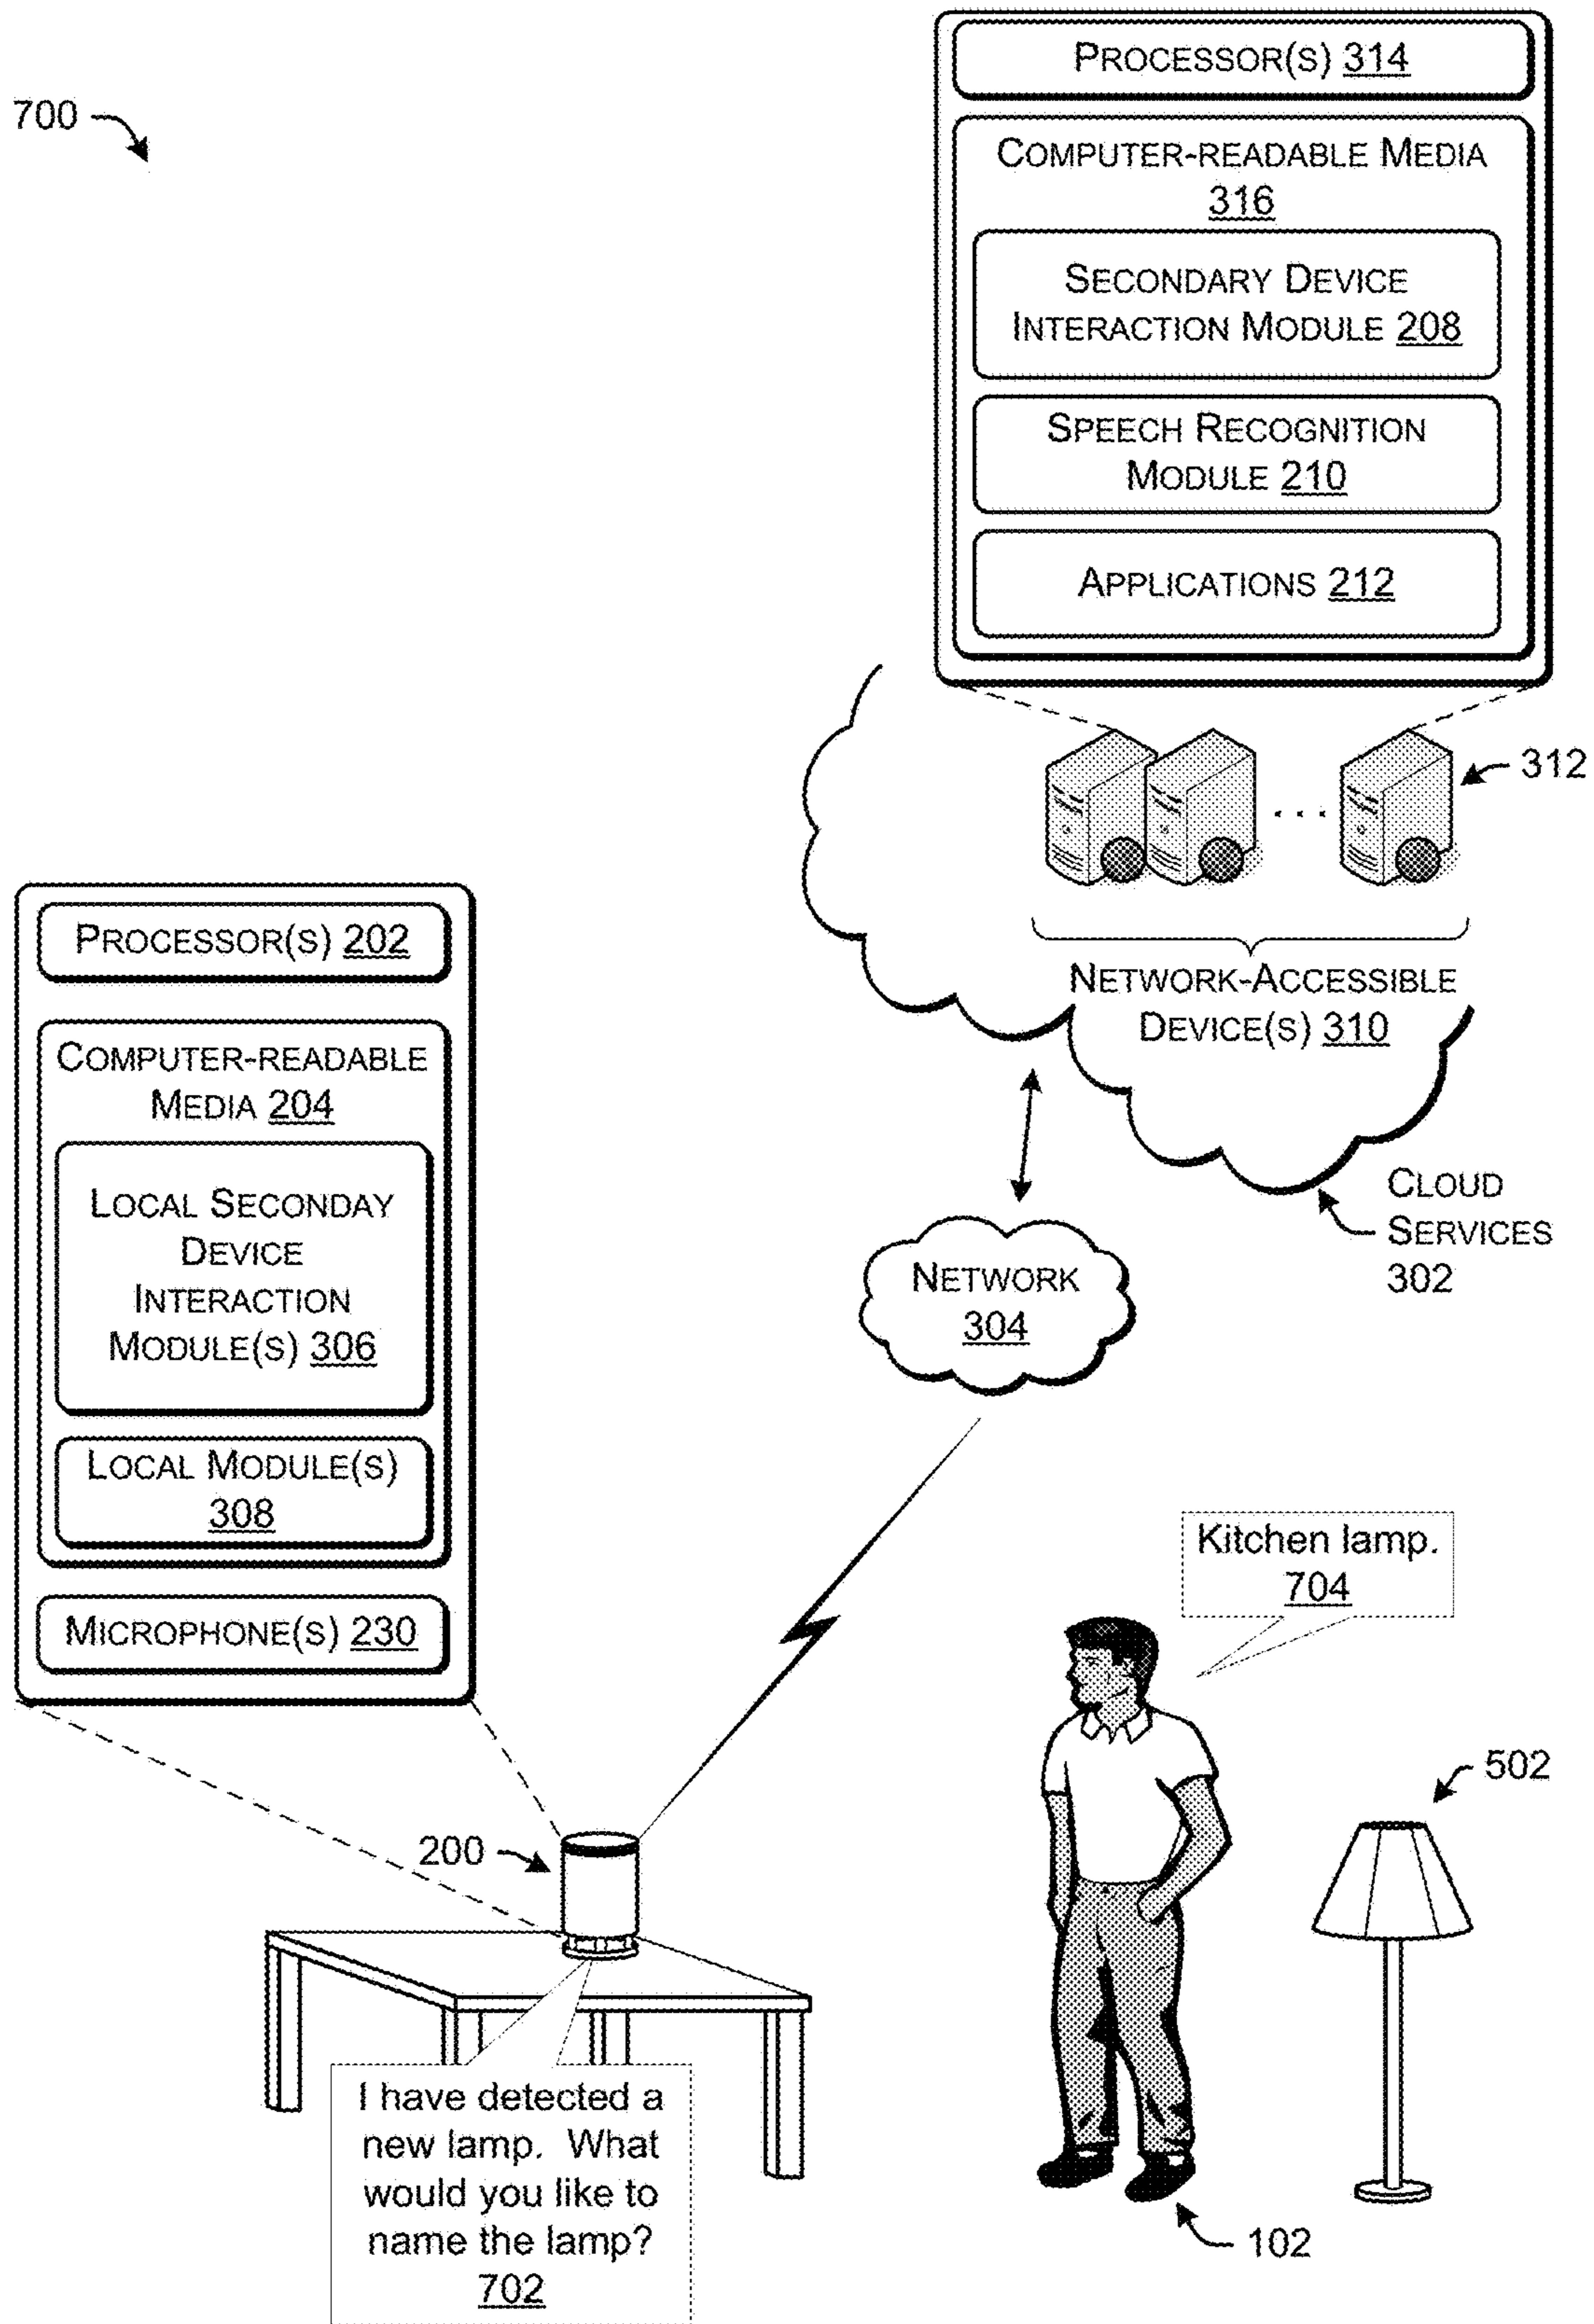 700
PROCESSOR(S) 314
COMPUTER-READABLE MEDIA
316
SECONDARY DEVICE
INTERACTION MODULE 208
SPEECH RECOGNITION
MODULE 210
APPLICATIONS 212
312
NETWORK-ACCESSIBLE
DEVICE(S) 310
CLOUD
SERVICES
302
NETWORK
304
PROCESSOR(S) 202
COMPUTER-READABLE
MEDIA 204
LOCAL SECONDAY
DEVICE
INTERACTION
MODULE(S) 306
LOCAL MODULE(S)
308
MICROPHONE(S) 230
Kitchen lamp.
704
502
200
I have detected a
new lamp. What
would you like to
name the lamp?
702
102